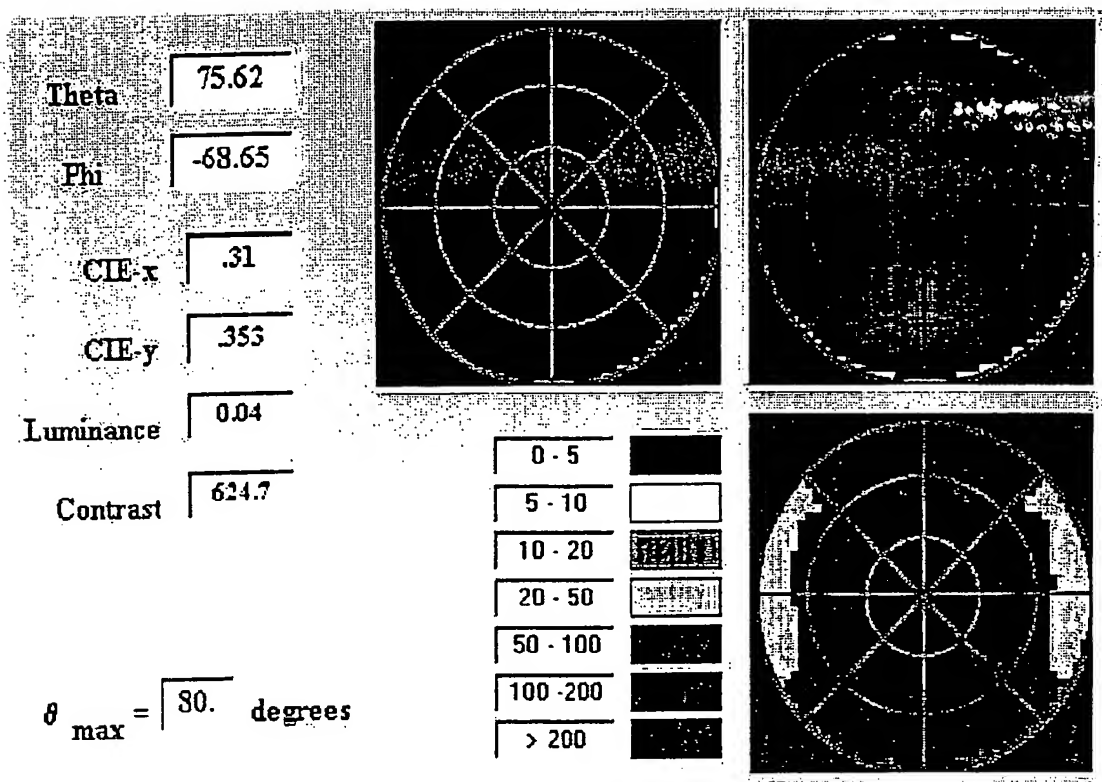 Theta 75.62
Phi -68.65
CIE-x .31
CIE-y .353
Luminance 0.04
Contrast 624.7
θ max = 80. degrees
0 - 5
5 - 10
10 - 20
20 - 50
50 - 100
100 -200
> 200